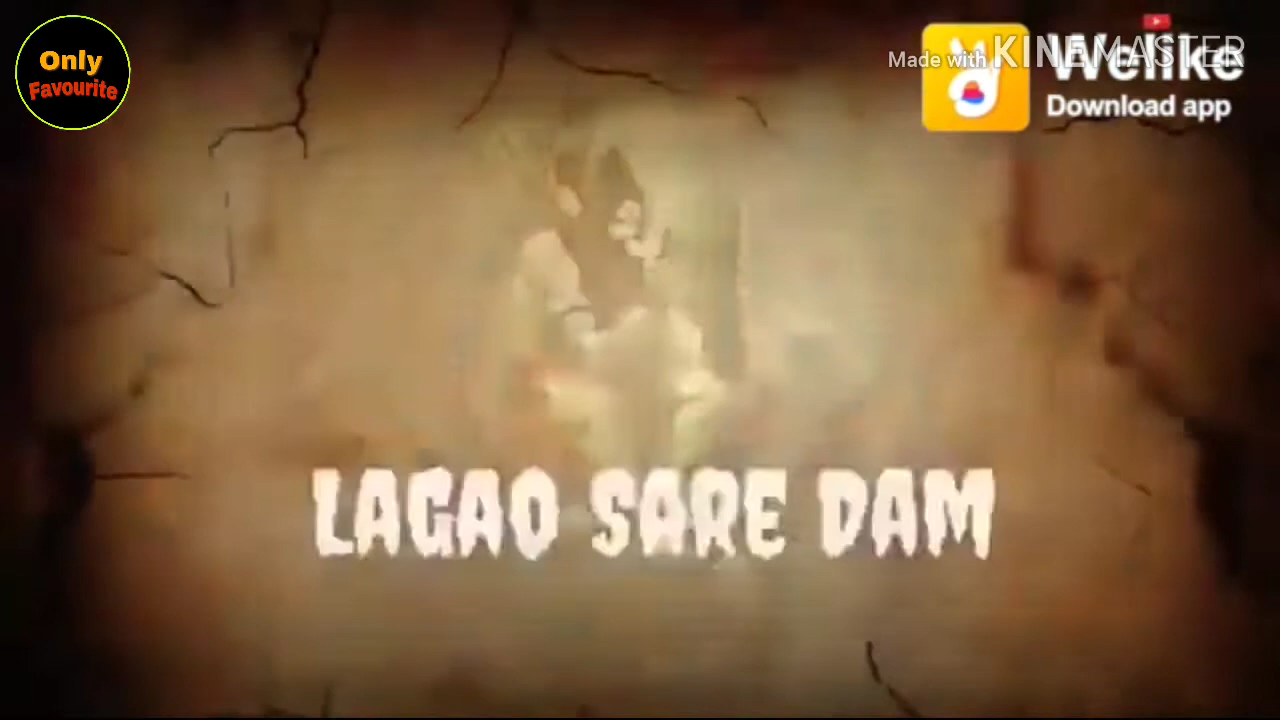 Only
Favourite
Made with KINEMASTER
Welike
Download app
LAGAO SARE DAM